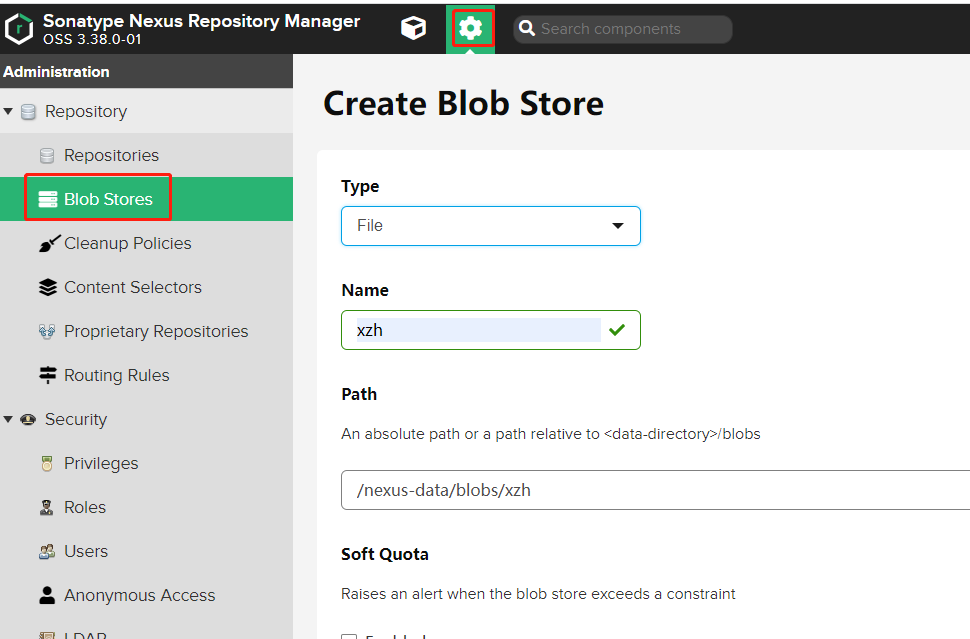 Sonatype Nexus Repository Manager
OSS 3.38.0-01
Search components
Administration
Repository
Repositories
Blob Stores
Cleanup Policies
Content Selectors
Proprietary Repositories
Routing Rules
Security
Privileges
Roles
Users
Anonymous Access
LDAP
Create Blob Store
Type
File
Name
xzh
Path
An absolute path or a path relative to <data-directory>/blobs
/nexus-data/blobs/xzh
Soft Quota
Raises an alert when the blob store exceeds a constraint
Enabled